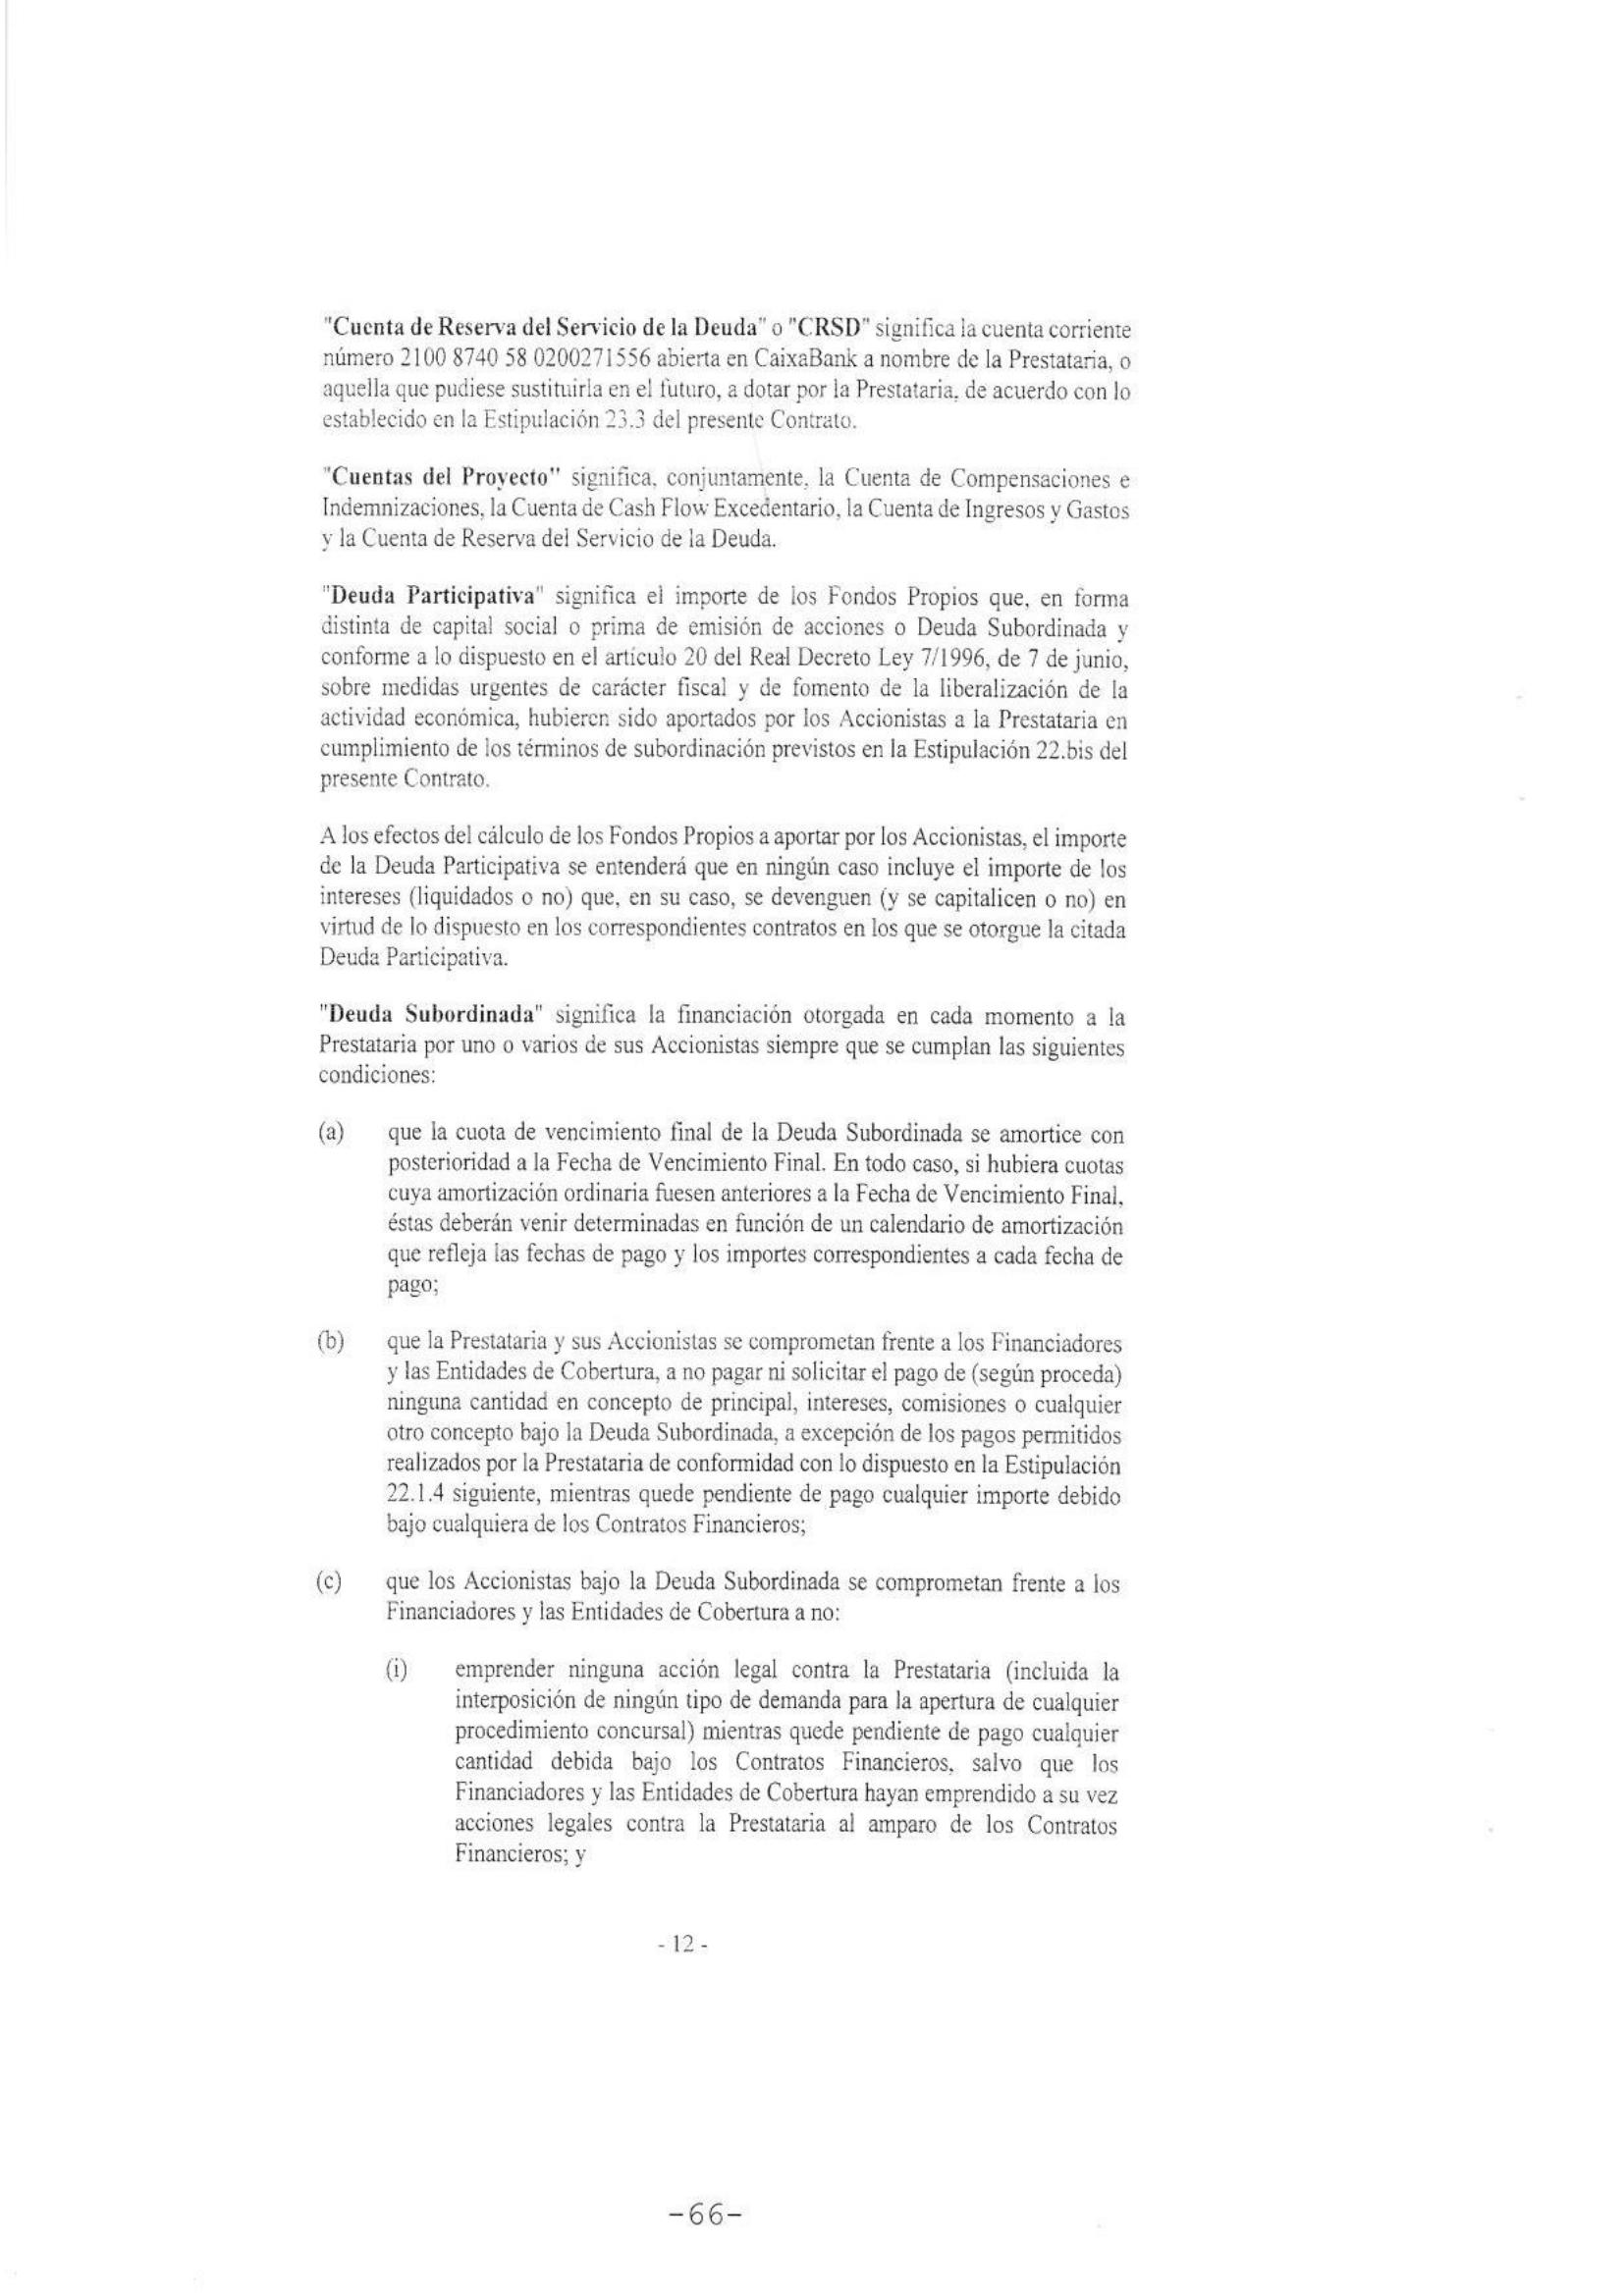 "Cuenta de Reserva del Servicio de la Deuda" o "CRSD" significa la cuenta corriente
número 2100 8740 58 0200271556 abierta en CaixaBank a nombre de la Prestataria, o
aquella que pudiese sustituirla en el futuro, a dotar por la Prestataria, de acuerdo con lo
establecido en la Estipulación 23.3 del presente Contrato.
"Cuentas del Proyecto" significa, conjuntamente, la Cuenta de Compensaciones e
Indemnizaciones, la Cuenta de Cash Flow Excedentario, la Cuenta de Ingresos y Gastos
y la Cuenta de Reserva del Servicio de la Deuda.
"Deuda Participativa" significa el importe de los Fondos Propios que, en forma
distinta de capital social o prima de emisión de acciones o Deuda Subordinada y
conforme a lo dispuesto en el artículo 20 del Real Decreto Ley 7/1996, de 7 de junio,
sobre medidas urgentes de carácter fiscal y de fomento de la liberalización de la
actividad económica, hubieren sido aportados por los Accionistas a la Prestataria en
cumplimiento de los términos de subordinación previstos en la Estipulación 22.bis del
presente Contrato.
A los efectos del cálculo de los Fondos Propios a aportar por los Accionistas, el importe
de la Deuda Participativa se entenderá que en ningún caso incluye el importe de los
intereses (liquidados o no) que, en su caso, se devenguen (y se capitalicen o no) en
virtud de lo dispuesto en los correspondientes contratos en los que se otorgue la citada
Deuda Participativa.
"Deuda Subordinada" significa la financiación otorgada en cada momento a la
Prestataria por uno o varios de sus Accionistas siempre que se cumplan las siguientes
condiciones:
(a) que la cuota de vencimiento final de la Deuda Subordinada se amortice con
posterioridad a la Fecha de Vencimiento Final. En todo caso, si hubiera cuotas
cuya amortización ordinaria fuesen anteriores a la Fecha de Vencimiento Final,
éstas deberán venir determinadas en función de un calendario de amortización
que refleja las fechas de pago y los importes correspondientes a cada fecha de
pago;
(b) que la Prestataria y sus Accionistas se comprometan frente a los Financiadores
y las Entidades de Cobertura, a no pagar ni solicitar el pago de (según proceda)
ninguna cantidad en concepto de principal, intereses, comisiones o cualquier
otro concepto bajo la Deuda Subordinada, a excepción de los pagos permitidos
realizados por la Prestataria de conformidad con lo dispuesto en la Estipulación
22.1.4 siguiente, mientras quede pendiente de pago cualquier importe debido
bajo cualquiera de los Contratos Financieros;
(c) que los Accionistas bajo la Deuda Subordinada se comprometan frente a los
Financiadores y las Entidades de Cobertura a no:
(i) emprender ninguna acción legal contra la Prestataria (incluida la
interposición de ningún tipo de demanda para la apertura de cualquier
procedimiento concursal) mientras quede pendiente de pago cualquier
cantidad debida bajo los Contratos Financieros, salvo que los
Financiadores y las Entidades de Cobertura hayan emprendido a su vez
acciones legales contra la Prestataria al amparo de los Contratos
Financieros; y
- 12 -
-66-